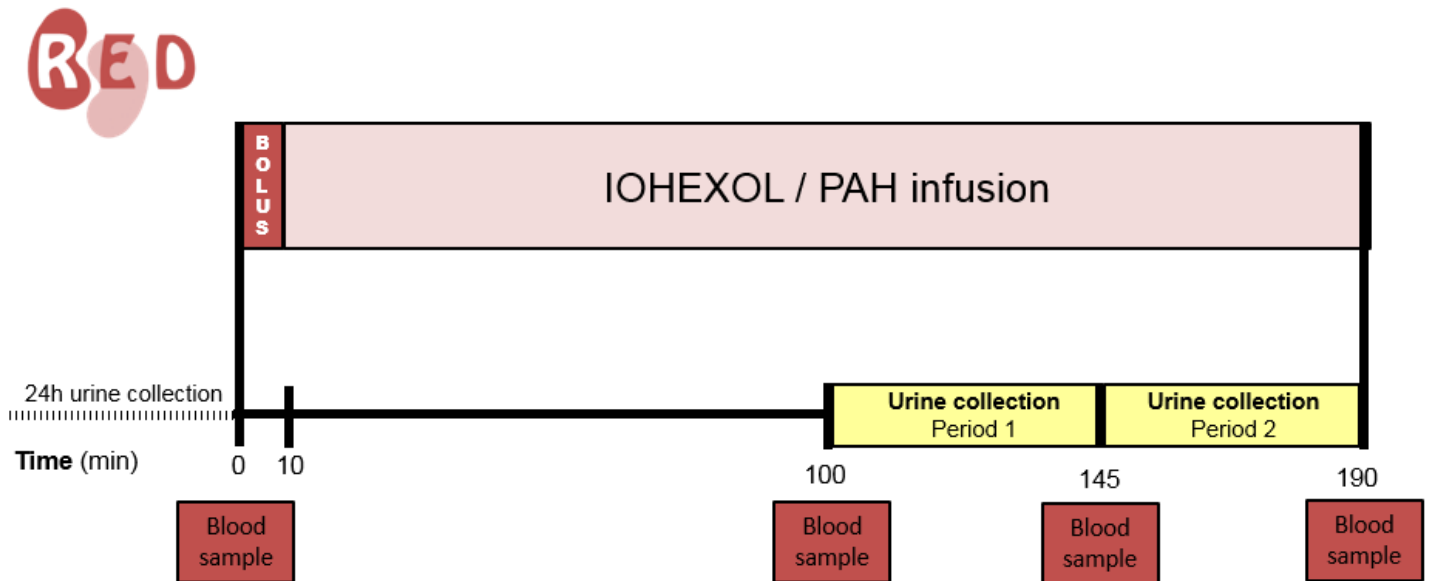 RED
BOLUS
IOHEXOL / PAH infusion
24h urine collection
Urine collection
Period 1
Urine collection
Period 2
Time (min)
0
10
100
145
190
Blood
sample
Blood
sample
Blood
sample
Blood
sample